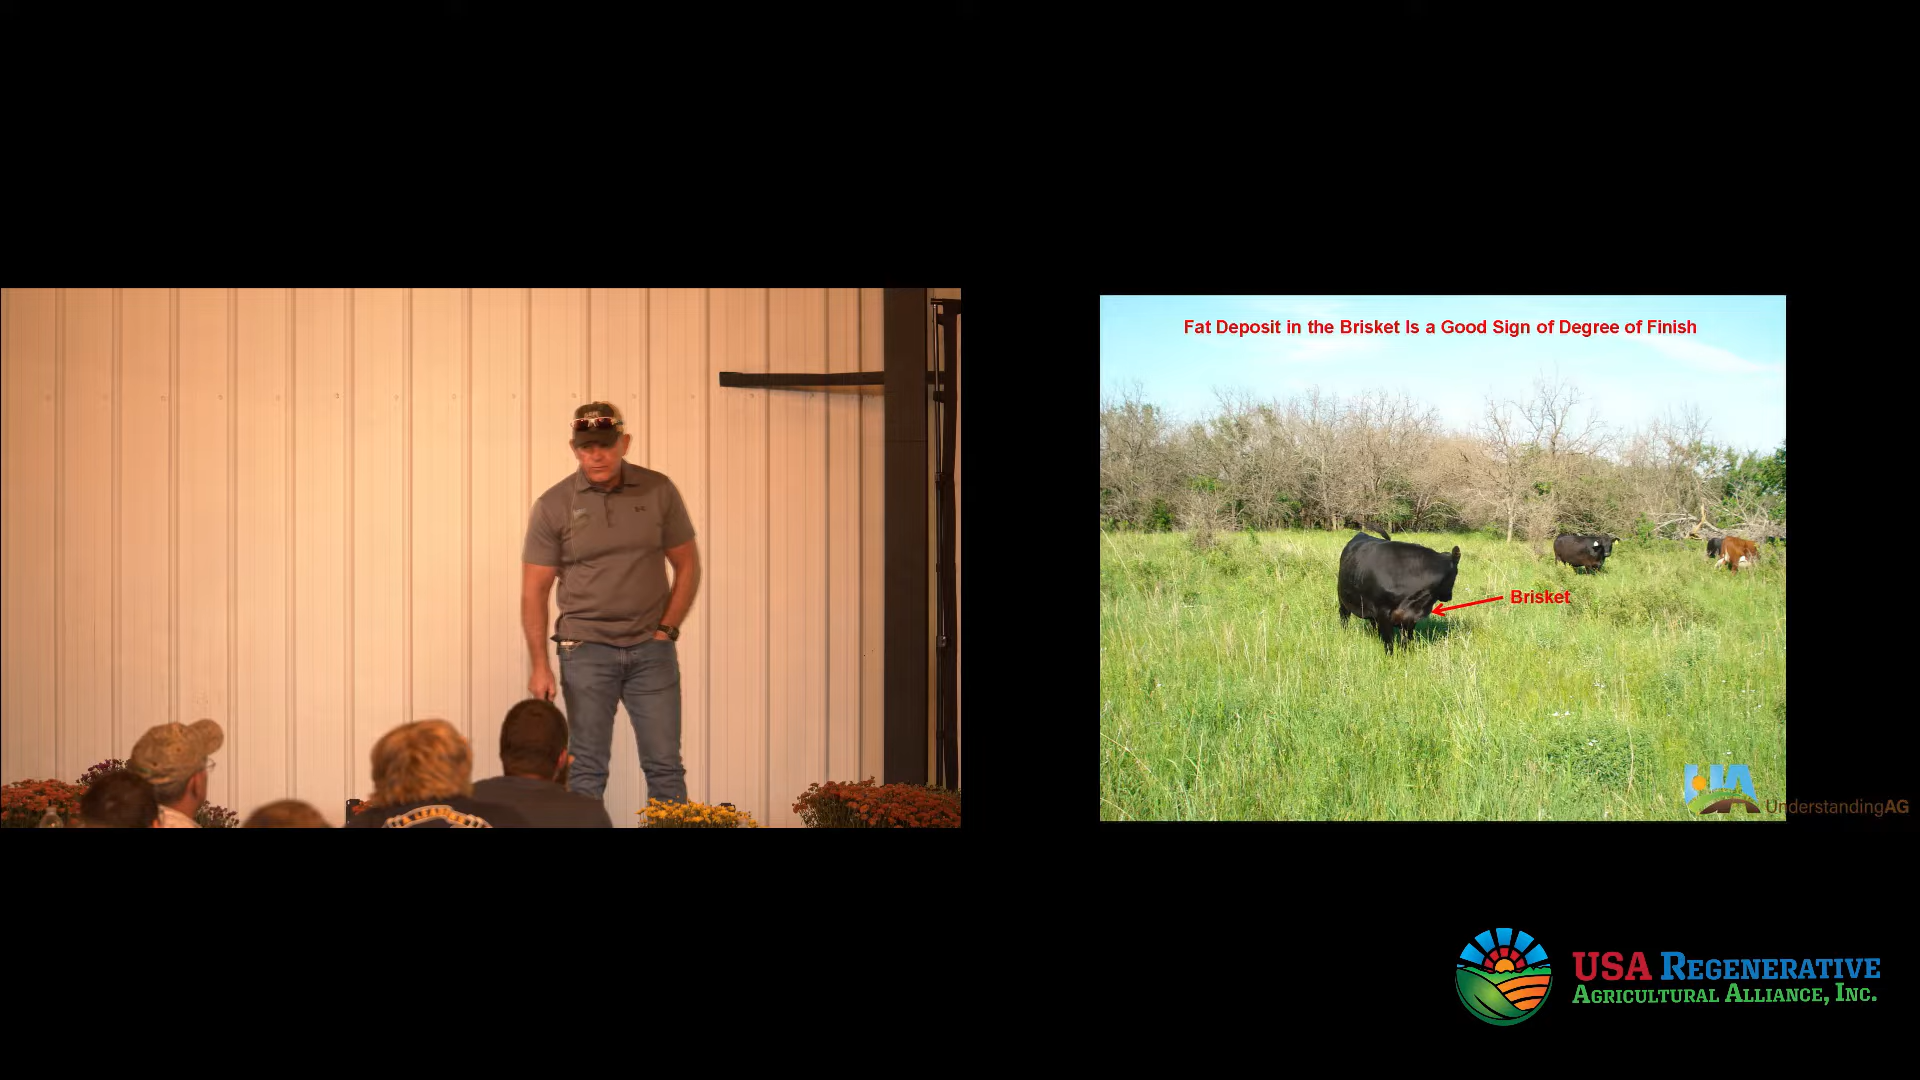 Fat Deposit in the Brisket Is a Good Sign of Degree of Finish
Brisket
UA
UnderstandingAG
USA REGENERATIVE
AGRICULTURAL ALLIANCE, INC.